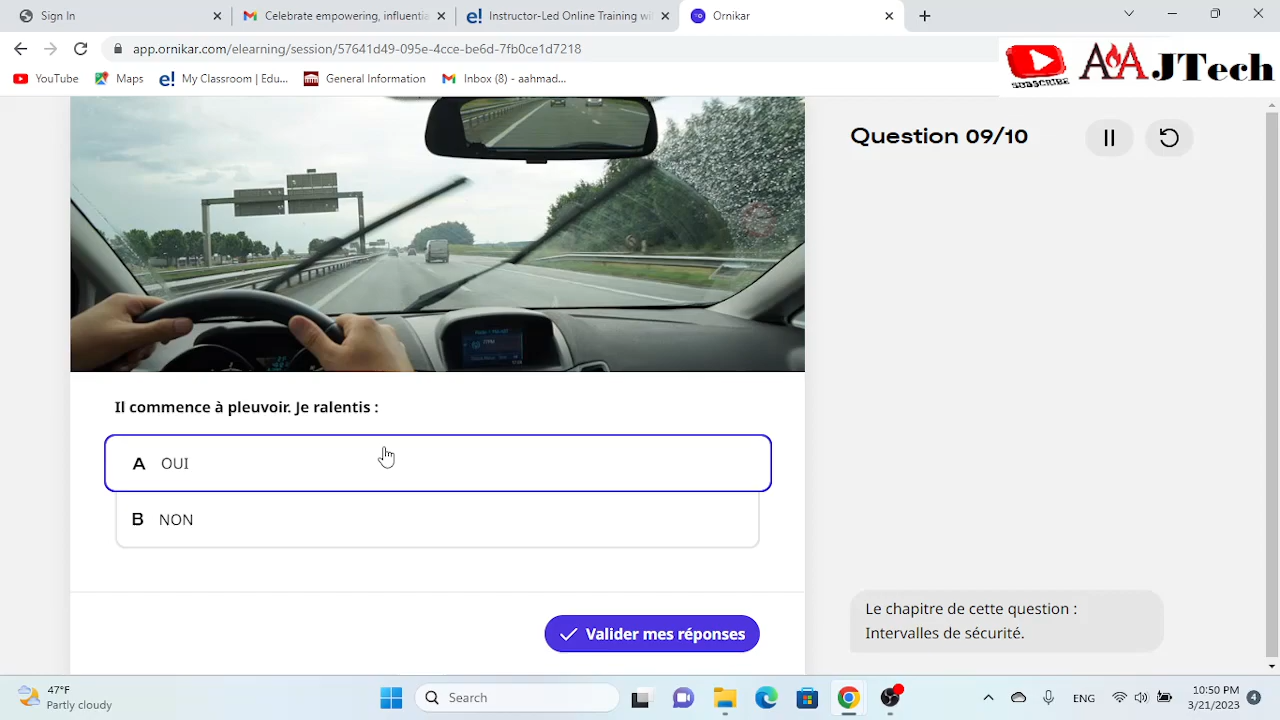 Sign In
Celebrate empowering, influentia
Instructor-Led Online Training wi
Ornikar
app.ornikar.com/elearning/session/57641d49-095e-4cce-be6d-7fb0ce1d7218
YouTube
Maps
My Classroom | Edu...
General Information
Inbox (8) - aahmad...
SUBSCRIBE
AAJTech
Question 09/10
Il commence à pleuvoir. Je ralentis :
A OUI
B NON
Valider mes réponses
Le chapitre de cette question :
Intervalles de sécurité.
47°F
Partly cloudy
Search
ENG
10:50 PM
3/21/2023
4